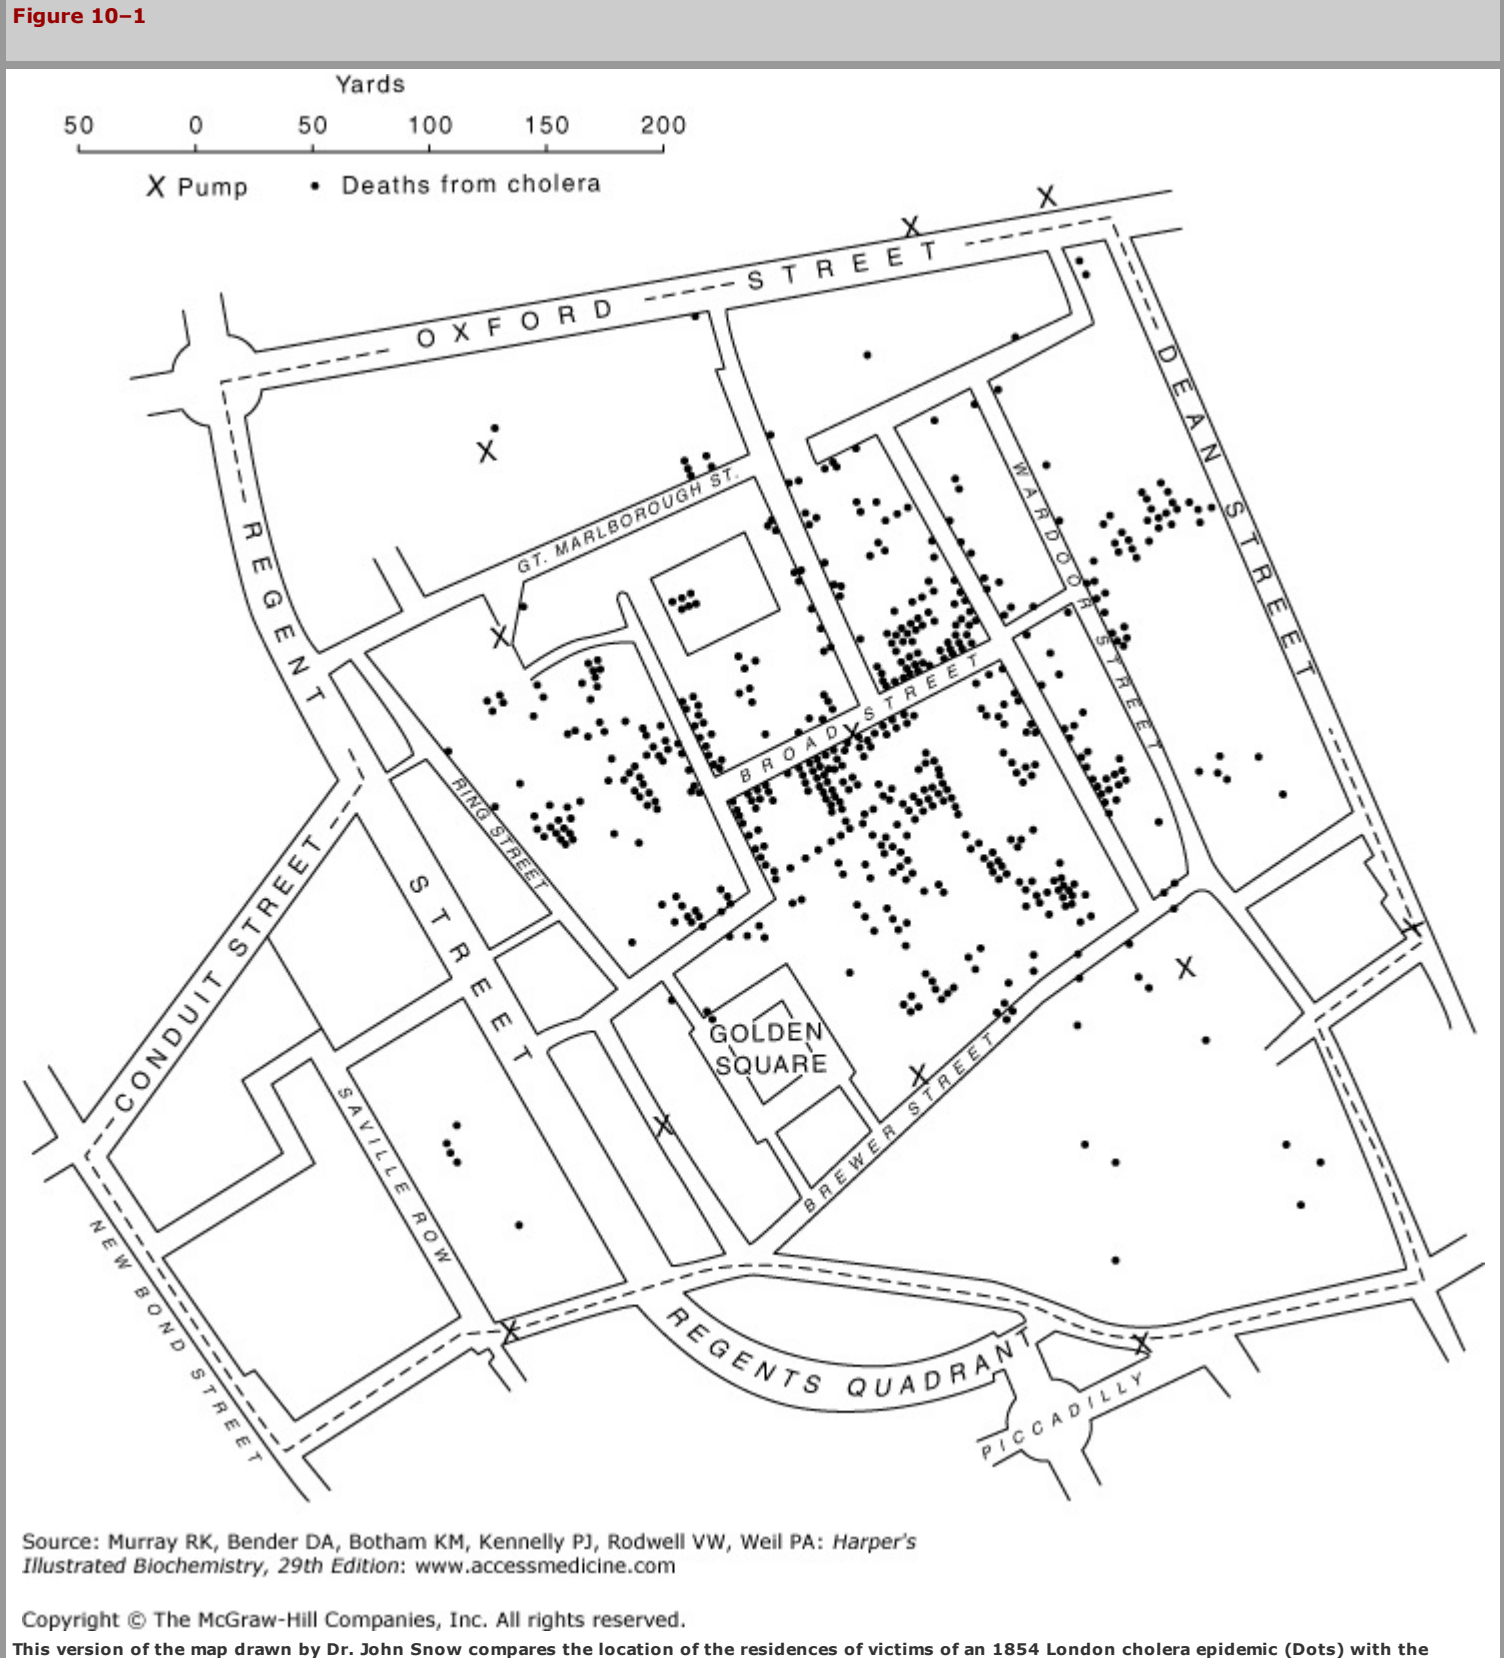 Figure 10–1
Yards
50 0 50 100 150 200
X Pump • Deaths from cholera
OXFORD STREET
DEAN STREET
REGENT STREET
GT. MARLBOROUGH ST.
WARDOOR STREET
BROAD STREET
RING STREET
CONDUIT STREET
GOLDEN
SQUARE
BREWER STREET
SAVILLE ROW
NEW BOND STREET
REGENTS QUADRANT
PICCADILLY
Source: Murray RK, Bender DA, Botham KM, Kennelly PJ, Rodwell VW, Weil PA: Harper's
Illustrated Biochemistry, 29th Edition: www.accessmedicine.com
Copyright © The McGraw-Hill Companies, Inc. All rights reserved.
This version of the map drawn by Dr. John Snow compares the location of the residences of victims of an 1854 London cholera epidemic (Dots) with the